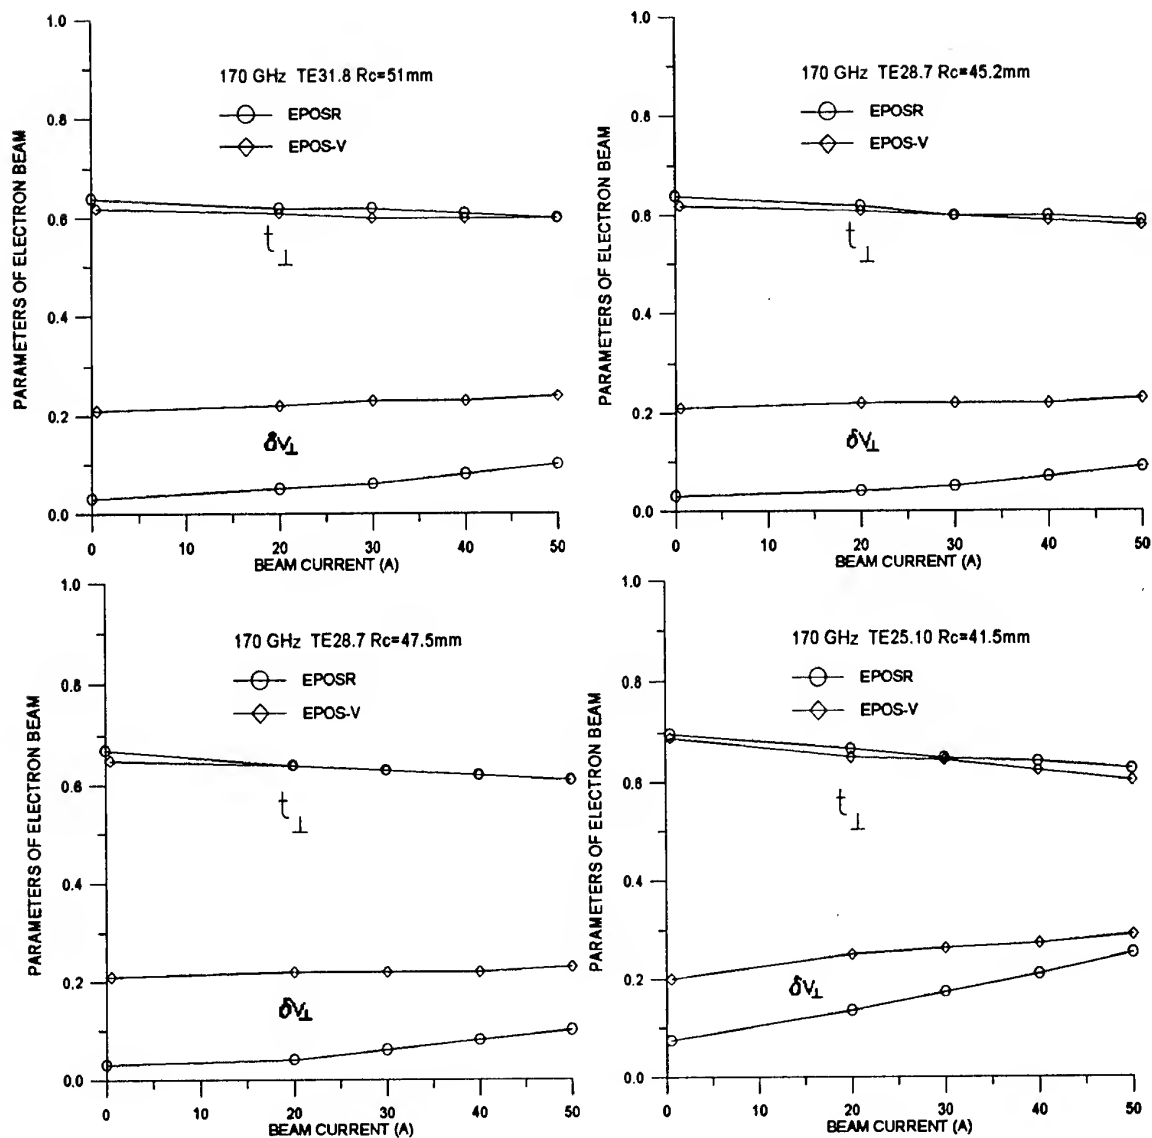 PARAMETERS OF ELECTRON BEAM
1.0
0.8
0.6
0.4
0.2
0.0
170 GHz TE31.8 Rc=51mm
EPOSR
EPOS-V
t⊥
δV⊥
0 10 20 30 40 50
BEAM CURRENT (A)
PARAMETERS OF ELECTRON BEAM
1.0
0.8
0.6
0.4
0.2
0.0
170 GHz TE28.7 Rc=45.2mm
EPOSR
EPOS-V
t⊥
δV⊥
0 10 20 30 40 50
BEAM CURRENT (A)
PARAMETERS OF ELECTRON BEAM
1.0
0.8
0.6
0.4
0.2
0.0
170 GHz TE28.7 Rc=47.5mm
EPOSR
EPOS-V
t⊥
δV⊥
0 10 20 30 40 50
BEAM CURRENT (A)
PARAMETERS OF ELECTRON BEAM
1.0
0.8
0.6
0.4
0.2
0.0
170 GHz TE25.10 Rc=41.5mm
EPOSR
EPOS-V
t⊥
δV⊥
0 10 20 30 40 50
BEAM CURRENT (A)